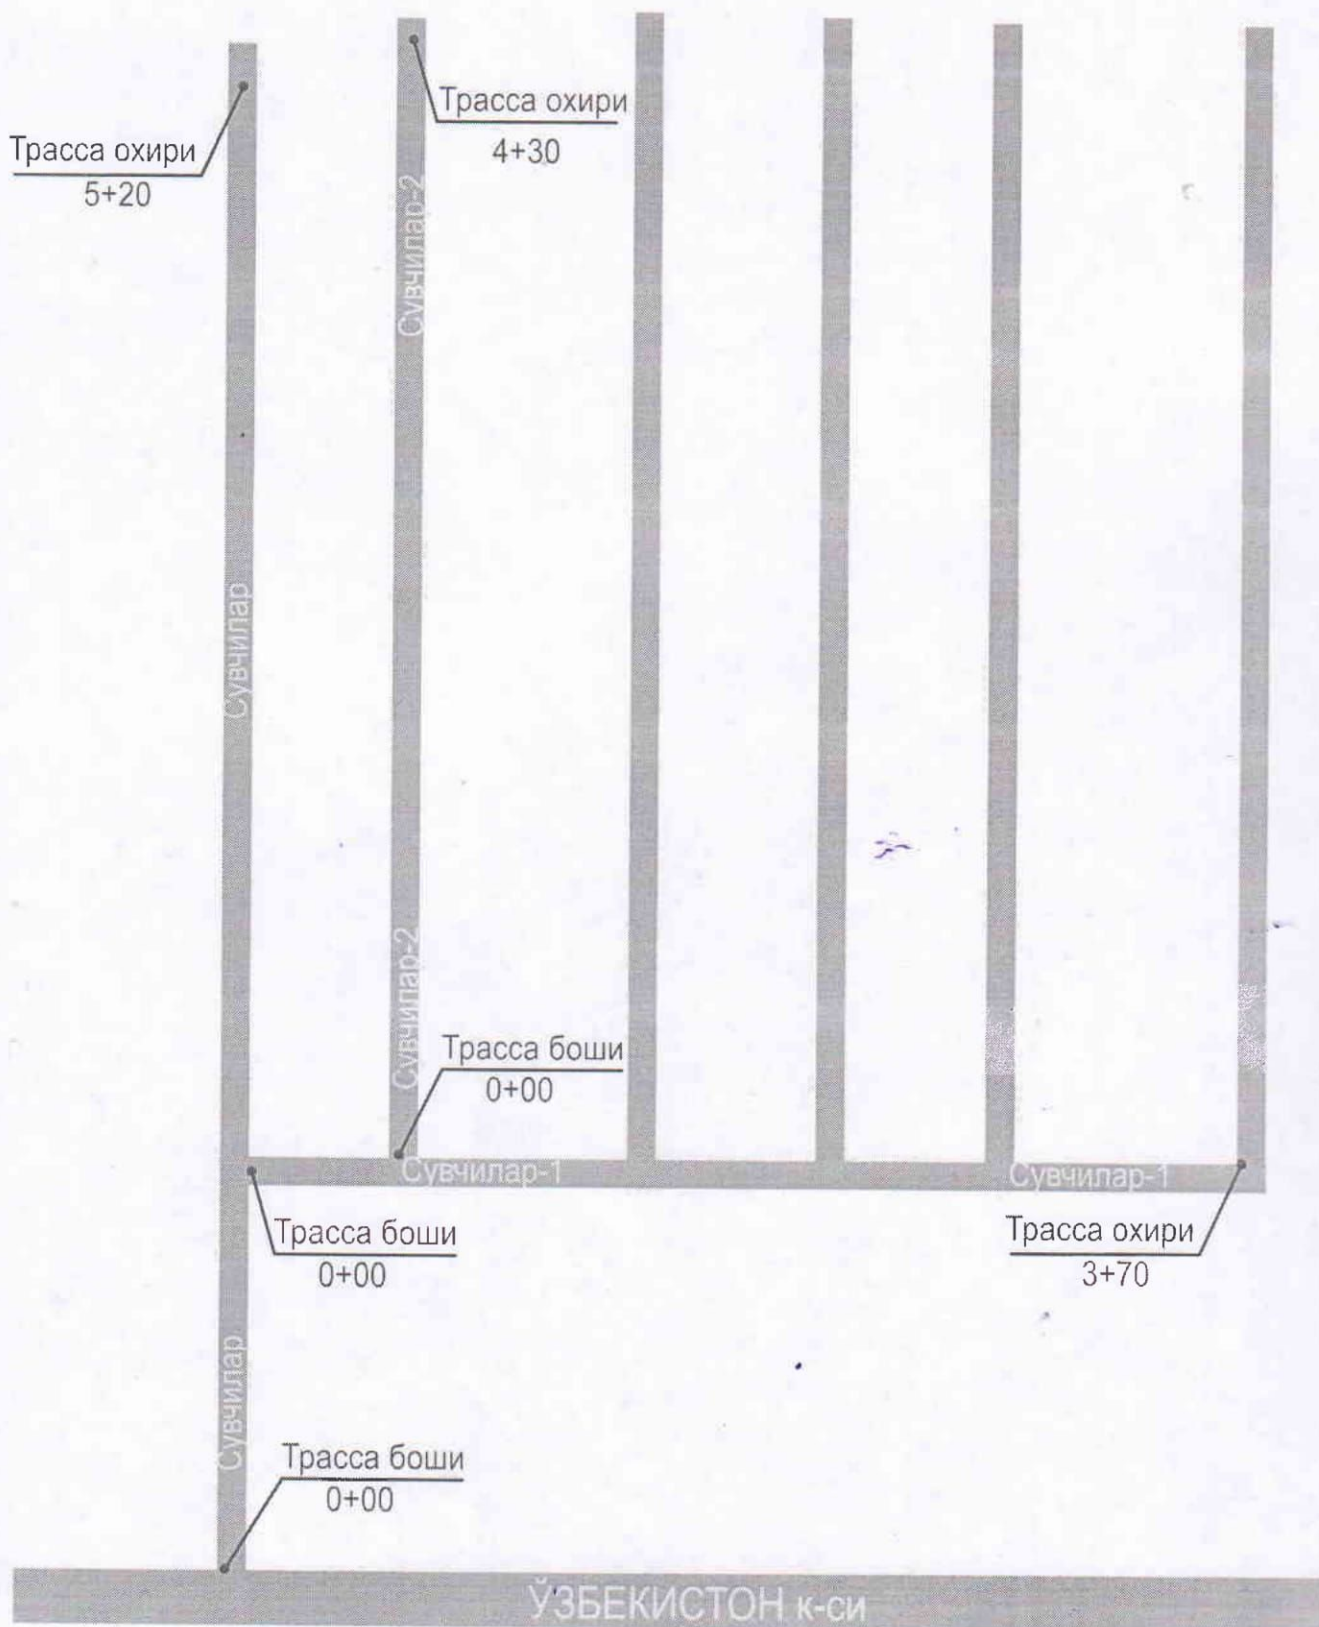 Трасса охири
4+30
Трасса охири
5+20
Сувчилар-2
Сувчилар
Сувчилар-2
Трасса боши
0+00
Сувчилар-1
Сувчилар-1
Трасса боши
0+00
Трасса охири
3+70
Сувчилар
Трасса боши
0+00
ЎЗБЕКИСТОН к-си